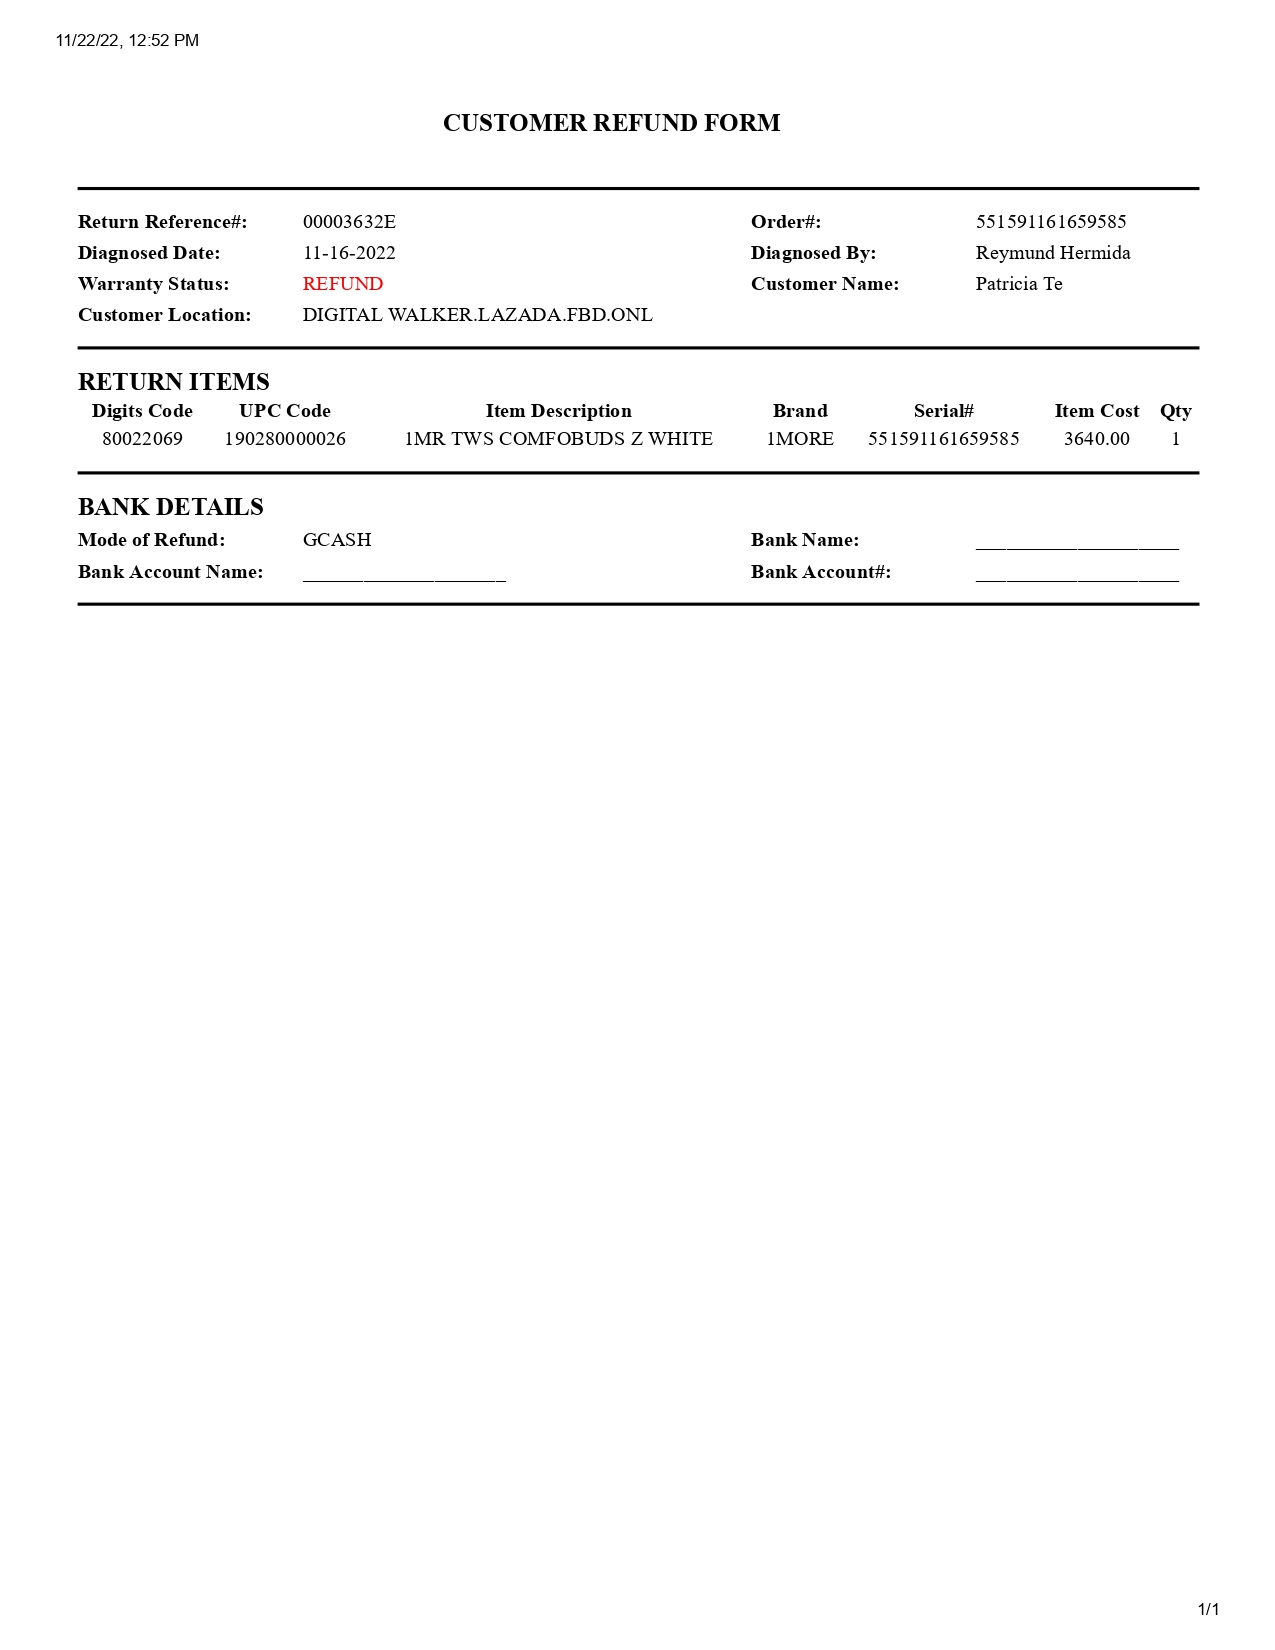 11/22/22, 12:52 PM
CUSTOMER REFUND FORM
Return Reference#: 00003632E Order#: 551591161659585
Diagnosed Date: 11-16-2022 Diagnosed By: Reymund Hermida
Warranty Status: REFUND Customer Name: Patricia Te
Customer Location: DIGITAL WALKER.LAZADA.FBD.ONL
RETURN ITEMS
Digits Code UPC Code Item Description Brand Serial# Item Cost Qty
80022069 190280000026 1MR TWS COMFOBUDS Z WHITE 1MORE 551591161659585 3640.00 1
BANK DETAILS
Mode of Refund: GCASH Bank Name: ____________________
Bank Account Name: ____________________ Bank Account#: ____________________
1/1